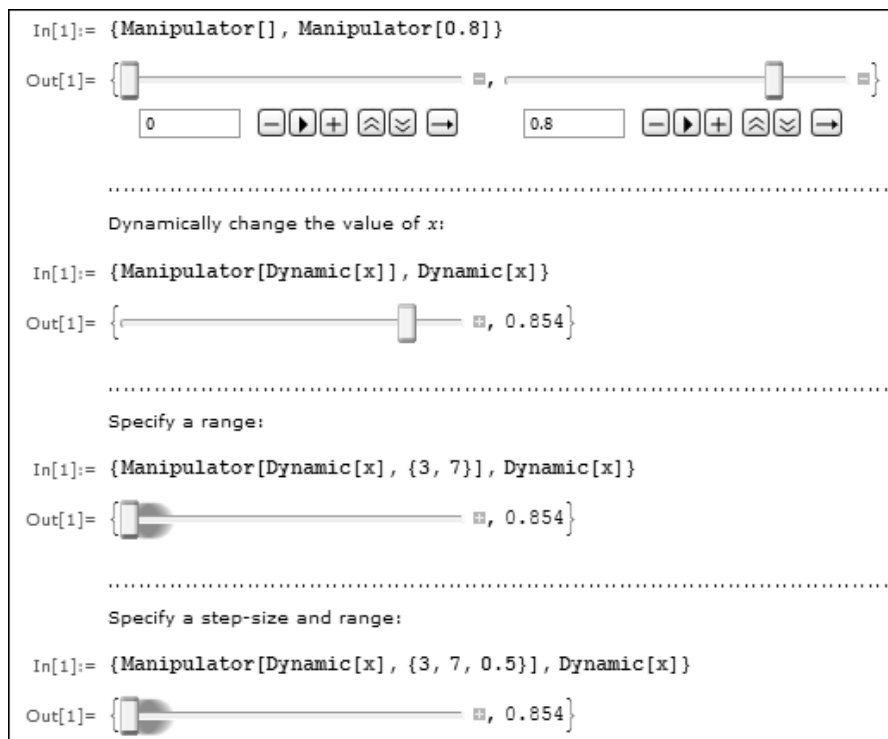 In[1]:= {Manipulator[], Manipulator[0.8]}
Out[1]= { , }
0 0.8
Dynamically change the value of x:
In[1]:= {Manipulator[Dynamic[x]], Dynamic[x]}
Out[1]= { , 0.854}
Specify a range:
In[1]:= {Manipulator[Dynamic[x], {3, 7}], Dynamic[x]}
Out[1]= { , 0.854}
Specify a step-size and range:
In[1]:= {Manipulator[Dynamic[x], {3, 7, 0.5}], Dynamic[x]}
Out[1]= { , 0.854}